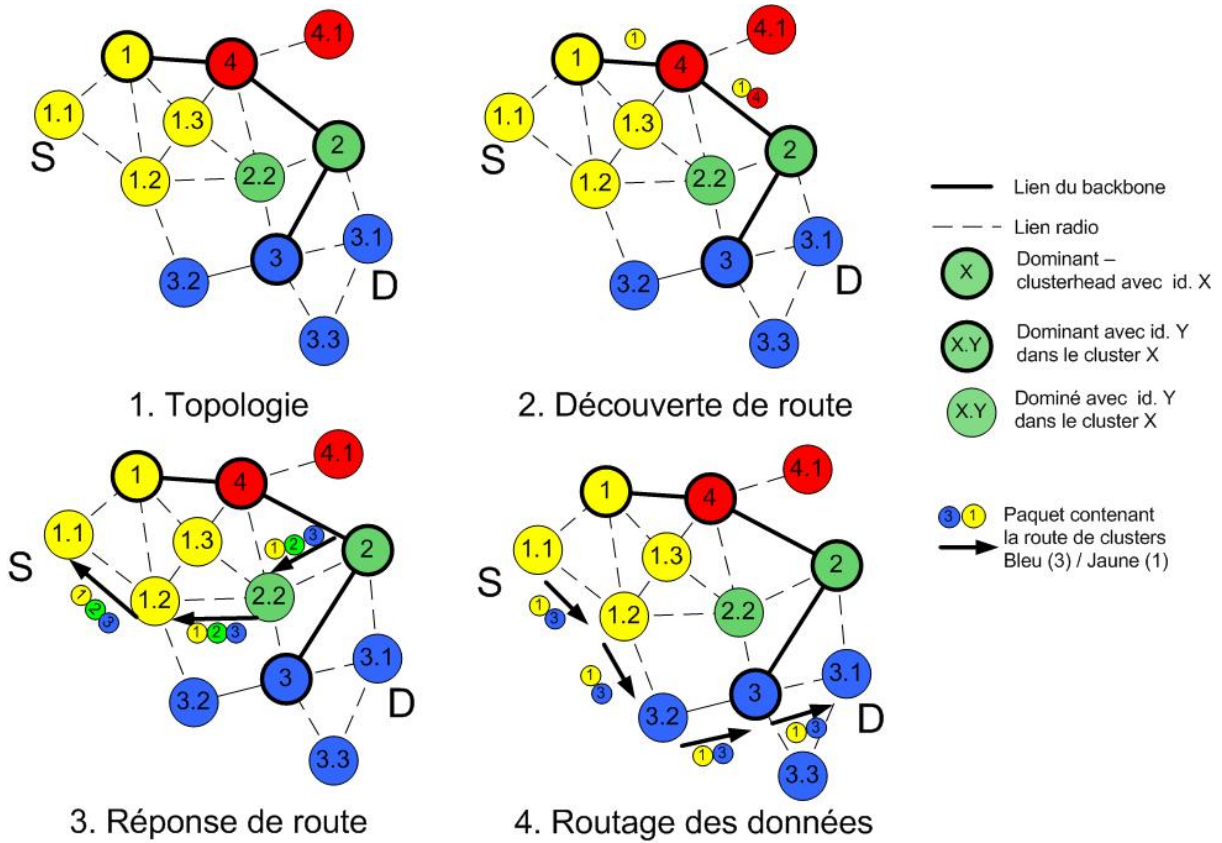 4.1
1
4
1.1
1.3
S
2
1.2
2.2
3.1
3
3.2
D
3.3
1. Topologie
1
4.1
1
4
1
4
1.1
1.3
S
2
1.2
2.2
3.1
3
3.2
D
3.3
2. Découverte de route
Lien du backbone
Lien radio
X
Dominant –
clusterhead avec id. X
X.Y
Dominant avec id. Y
dans le cluster X
X.Y
Dominé avec id. Y
dans le cluster X
3 1
Paquet contenant
la route de clusters
Bleu (3) / Jaune (1)
4.1
1
4
1.1
1.3
1 2 3
2
S
1.2
2.2
1 2 3
1 2 3
3.1
3
3.2
D
3.3
3. Réponse de route
4.1
1
4
1.1
1.3
2
S
1 3
1.2
2.2
1 3
3.1
3
3.2
D
1 3
1 3
3.3
4. Routage des données